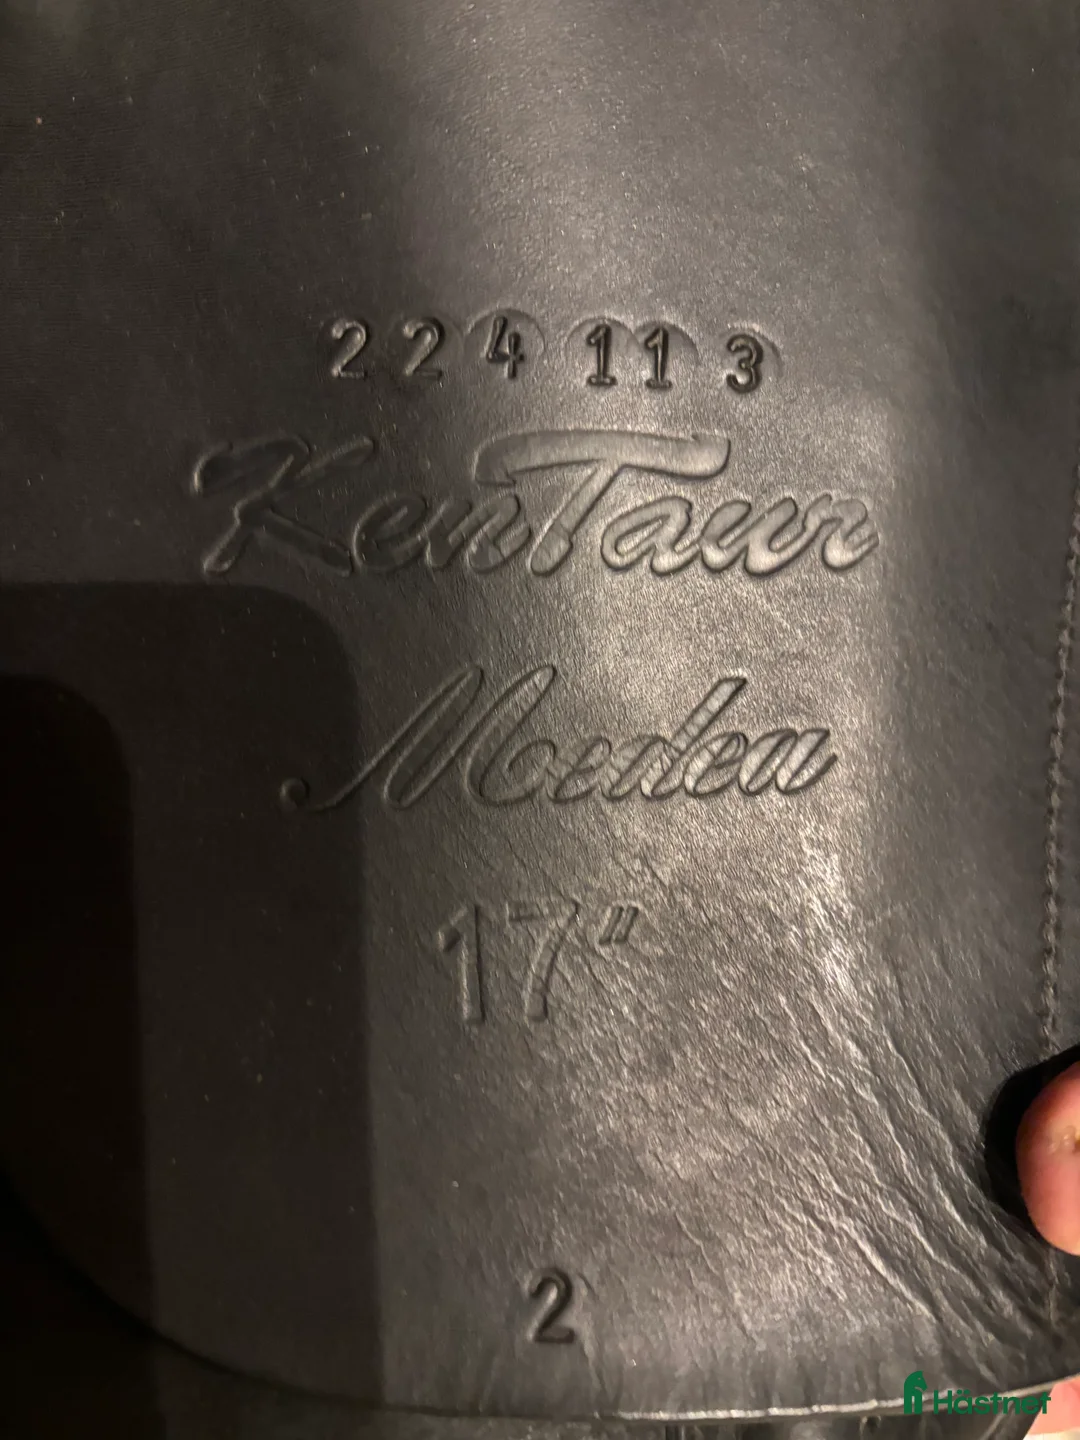 224113
KenTaur
Medea
17"
2
Hästnet